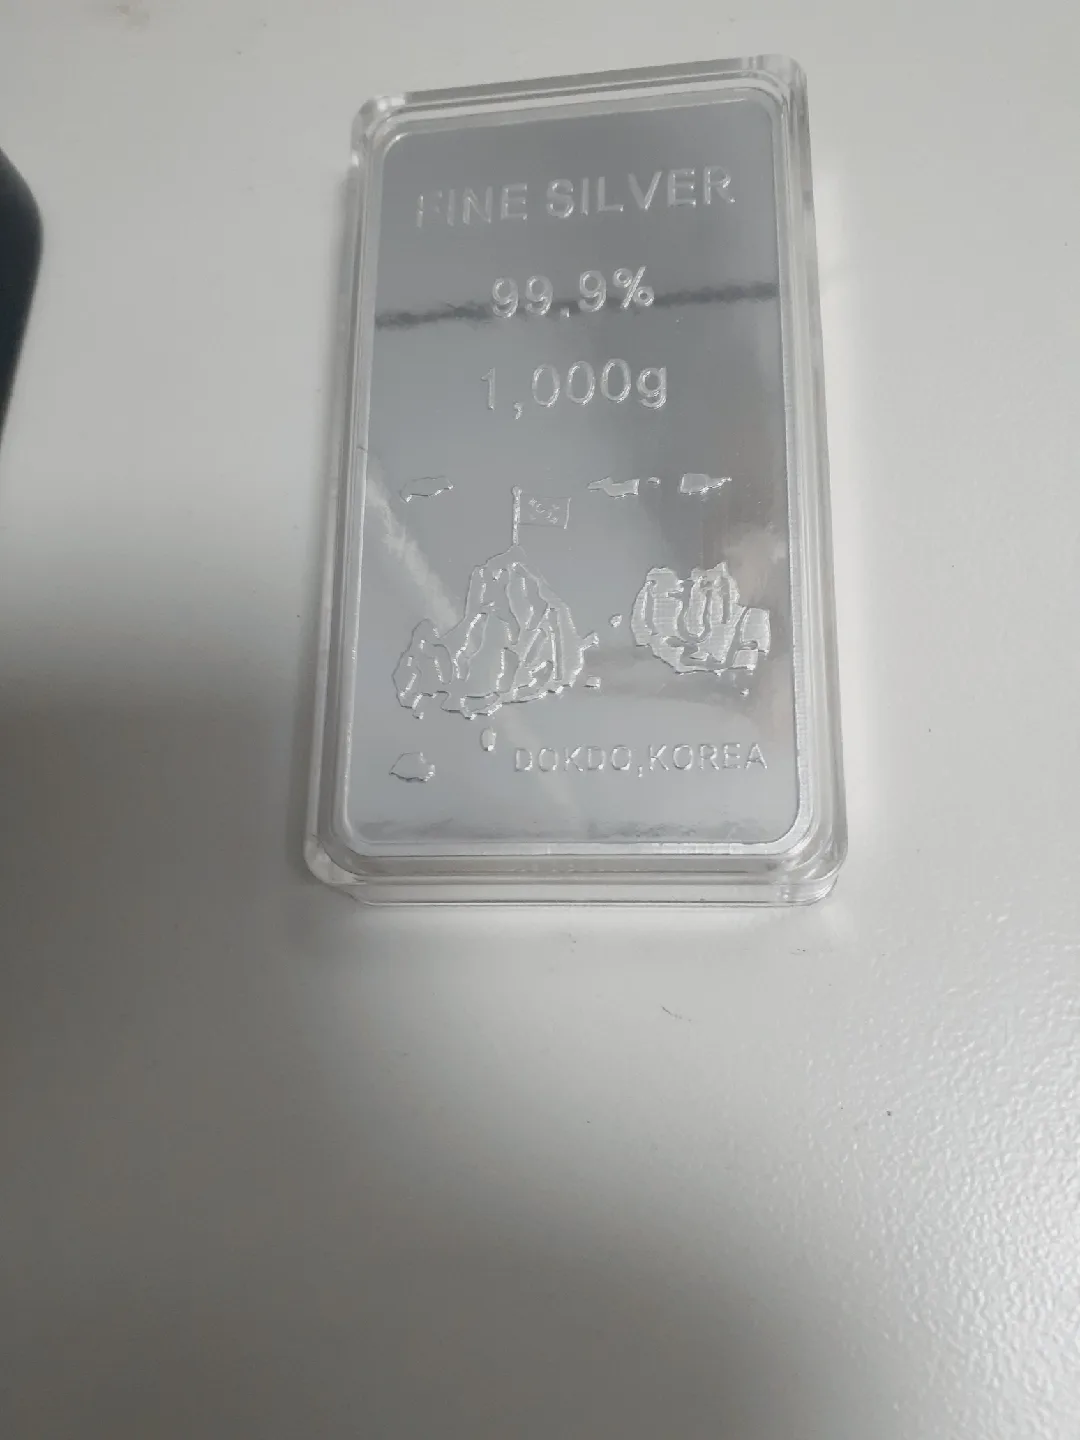 FINE SILVER
99.9%
1,000g
DOKDO,KOREA